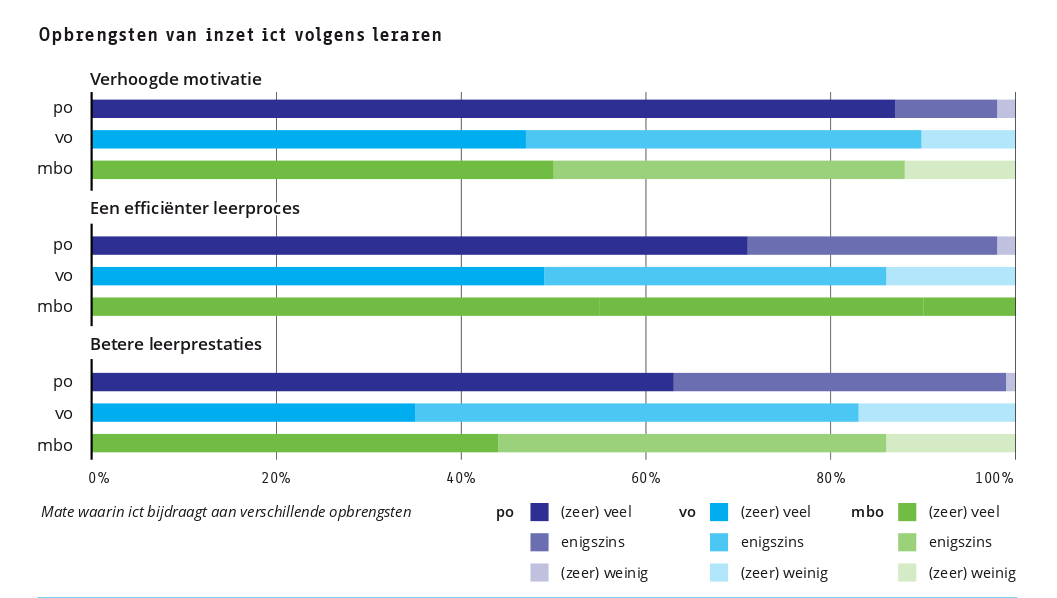 Opbrengsten van inzet ict volgens leraren
Verhoogde motivatie
po
vo
mbo
Een efficiënter leerproces
po
vo
mbo
Betere leerprestaties
po
vo
mbo
0% 20% 40% 60% 80% 100%
Mate waarin ict bijdraagt aan verschillende opbrengsten po (zeer) veel vo (zeer) veel mbo (zeer) veel
enigszins enigszins enigszins
(zeer) weinig (zeer) weinig (zeer) weinig